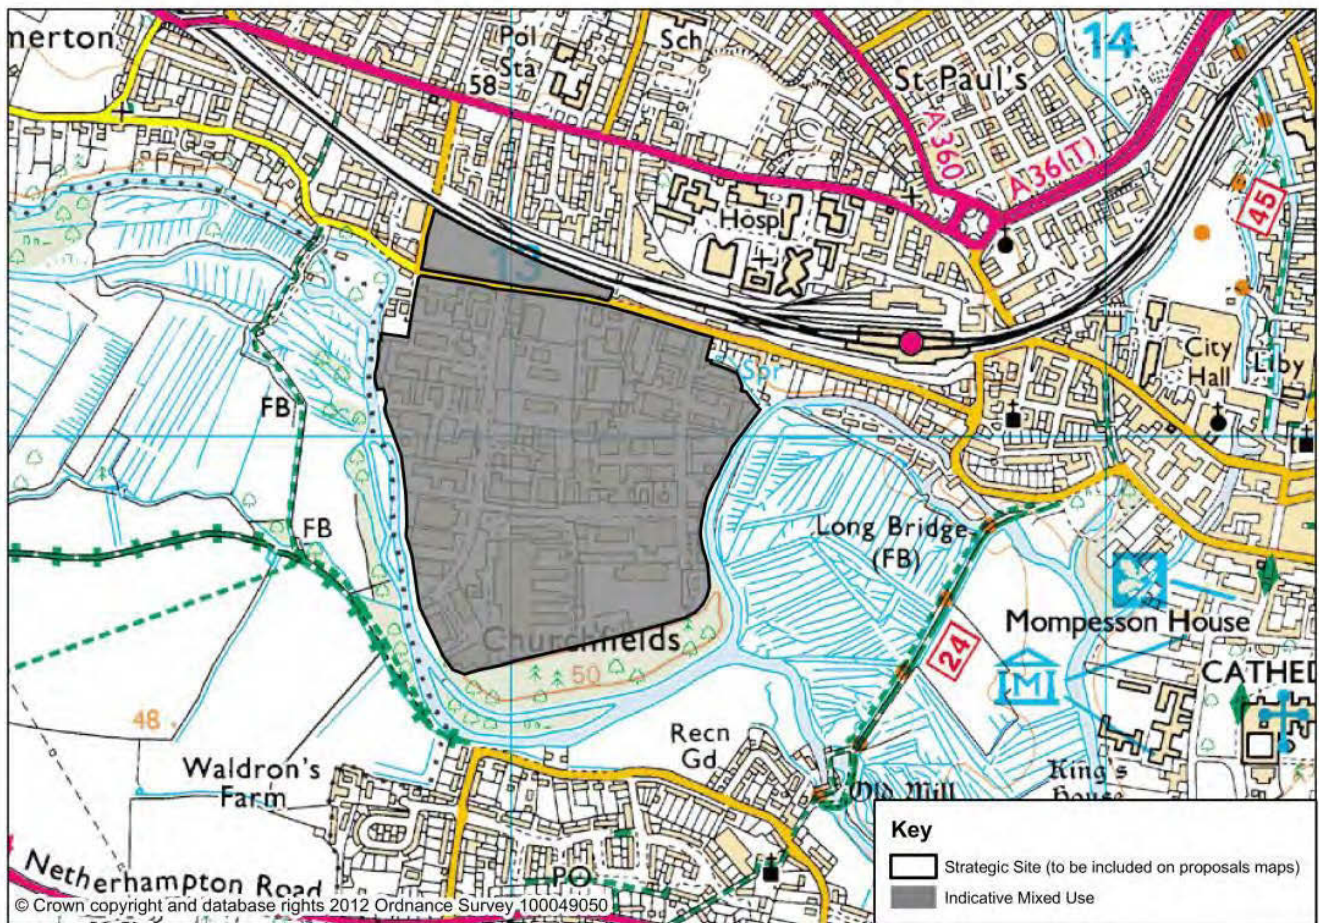 merton
Pol
Sta
58
Sch
St Paul's
14
A360
A36(T)
45
Hospl
13
City
Hall
Liby
Spr
FB
FB
Long Bridge
(FB)
Mompesson House
24
M
CATHED
Churchfields
50
48
Recn
Gd
Waldron's
Farm
Old Mill
King's
House
PO
Netherhampton Road
Key
Strategic Site (to be included on proposals maps)
Indicative Mixed Use
© Crown copyright and database rights 2012 Ordnance Survey 100049050